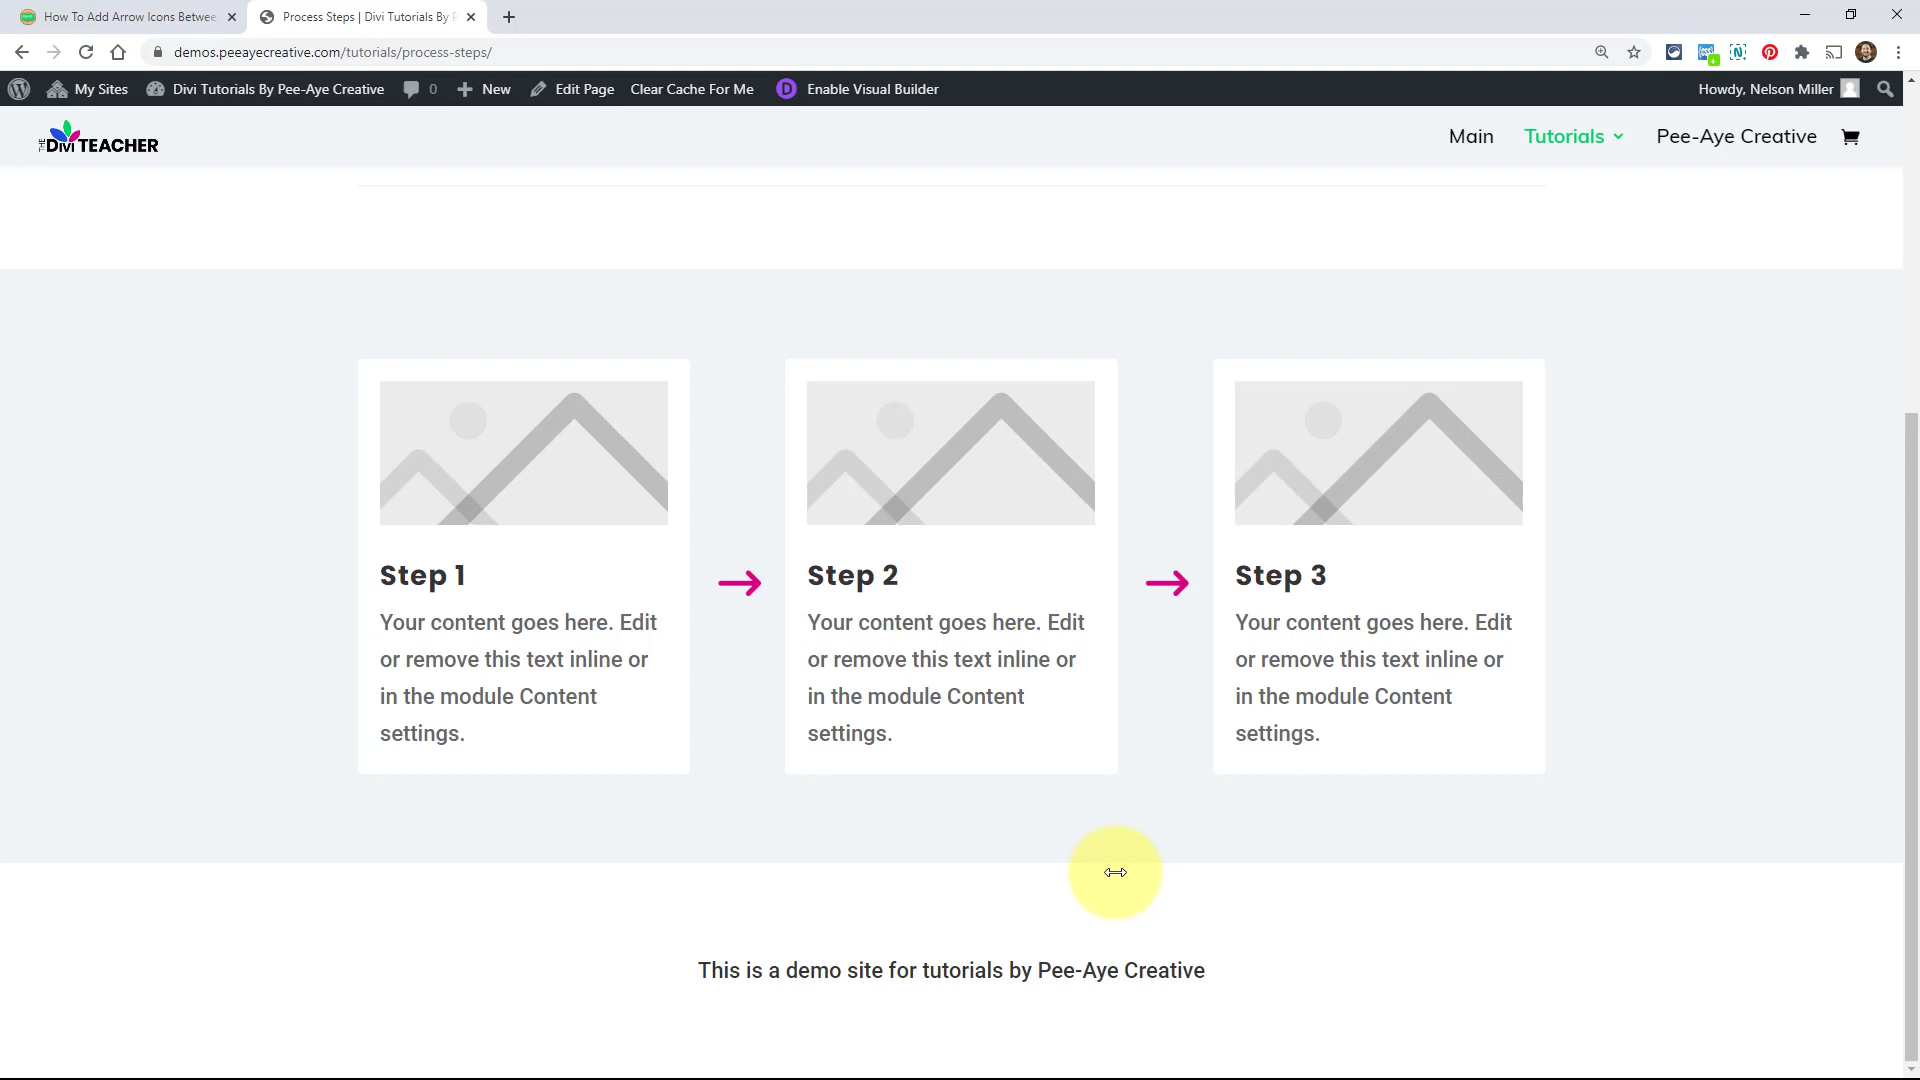 How To Add Arrow Icons Betwee
Process Steps | Divi Tutorials By P
demos.peeayecreative.com/tutorials/process-steps/
My Sites
Divi Tutorials By Pee-Aye Creative
0
New
Edit Page
Clear Cache For Me
D
Enable Visual Builder
Howdy, Nelson Miller
THE DIVI TEACHER
Main
Tutorials
Pee-Aye Creative
Step 1
Your content goes here. Edit
or remove this text inline or
in the module Content
settings.
Step 2
Your content goes here. Edit
or remove this text inline or
in the module Content
settings.
Step 3
Your content goes here. Edit
or remove this text inline or
in the module Content
settings.
This is a demo site for tutorials by Pee-Aye Creative